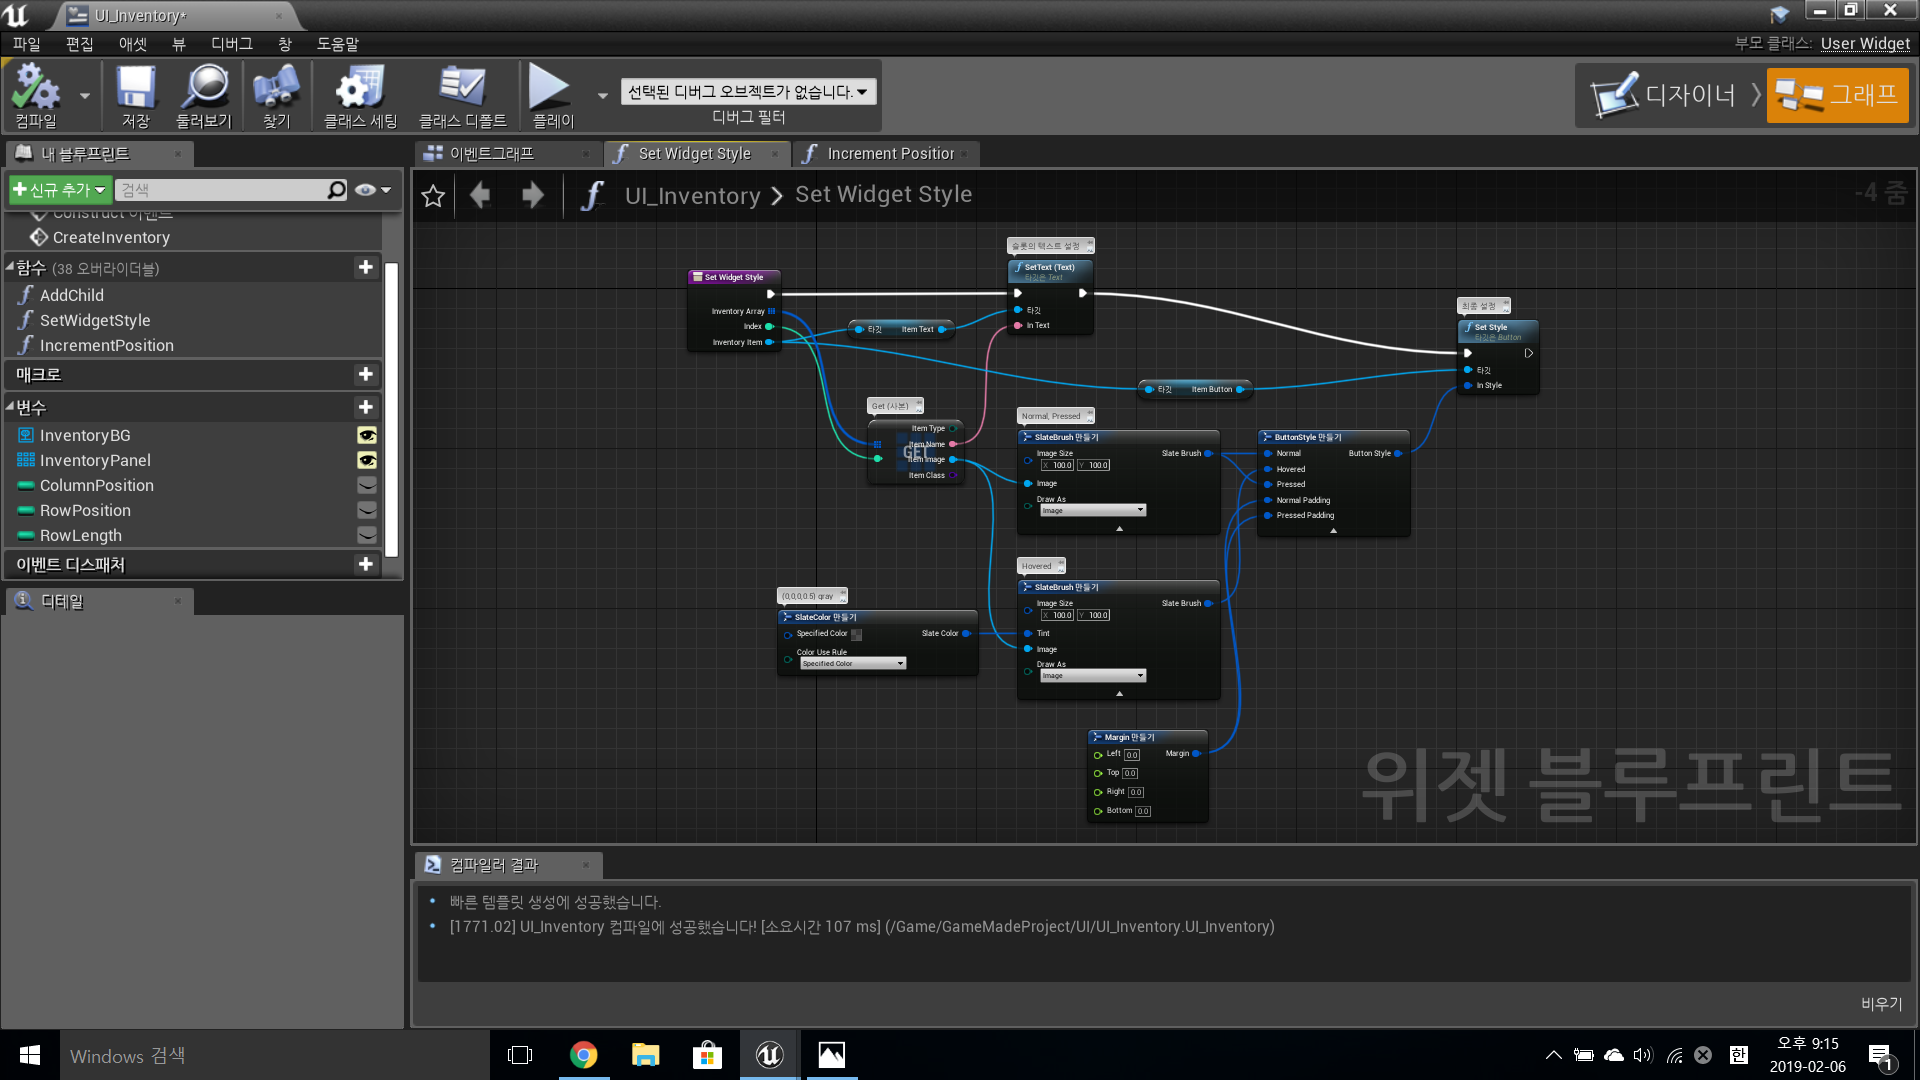 UI_Inventory*
파일 편집 애셋 뷰 디버그 창 도움말
부모 클래스: User Widget
컴파일 저장 둘러보기 찾기 클래스 세팅 클래스 디폴트 플레이
선택된 디버그 오브젝트가 없습니다.
디버그 필터
디자이너
그래프
내 블루프린트
신규 추가
검색
Construct 이벤트
CreateInventory
함수 (38 오버라이더블)
AddChild
SetWidgetStyle
IncrementPosition
매크로
변수
InventoryBG
InventoryPanel
ColumnPosition
RowPosition
RowLength
이벤트 디스패처
디테일
이벤트그래프
Set Widget Style
Increment Position
UI_Inventory > Set Widget Style
-4 줌
Set Widget Style
Inventory Array
Index
Inventory Item
타깃 Item Text
슬롯의 텍스트 설정
SetText (Text)
타깃은 Text
타깃
In Text
타깃 Item Button
최종 설정
Set Style
타깃은 Button
타깃
In Style
Get (사본)
GET
Item Type
Item Name
Item Image
Item Class
Normal, Pressed
SlateBrush 만들기
Image Size
X 100.0 Y 100.0
Slate Brush
Image
Draw As
Image
ButtonStyle 만들기
Normal
Button Style
Hovered
Pressed
Normal Padding
Pressed Padding
Hovered
SlateBrush 만들기
Image Size
X 100.0 Y 100.0
Slate Brush
Tint
Image
Draw As
Image
(0,0,0,0.5) gray
SlateColor 만들기
Specified Color
Slate Color
Color Use Rule
Specified Color
Margin 만들기
Left 0.0
Margin
Top 0.0
Right 0.0
Bottom 0.0
위젯 블루프린트
컴파일러 결과
빠른 템플릿 생성에 성공했습니다.
[1771.02] UI_Inventory 컴파일에 성공했습니다! [소요시간 107 ms] (/Game/GameMadeProject/UI/UI_Inventory.UI_Inventory)
비우기
Windows 검색
한
오후 9:15
2019-02-06
1